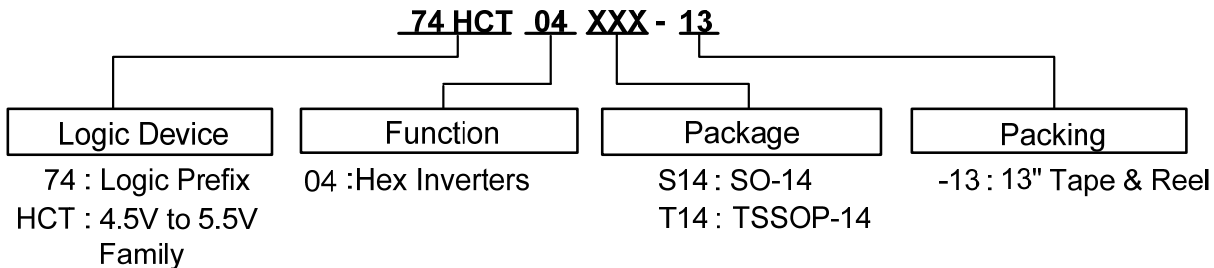 74 HCT 04 XXX - 13
Logic Device
74 : Logic Prefix
HCT : 4.5V to 5.5V
Family
Function
04 :Hex Inverters
Package
S14 : SO-14
T14 : TSSOP-14
Packing
-13 : 13" Tape & Reel